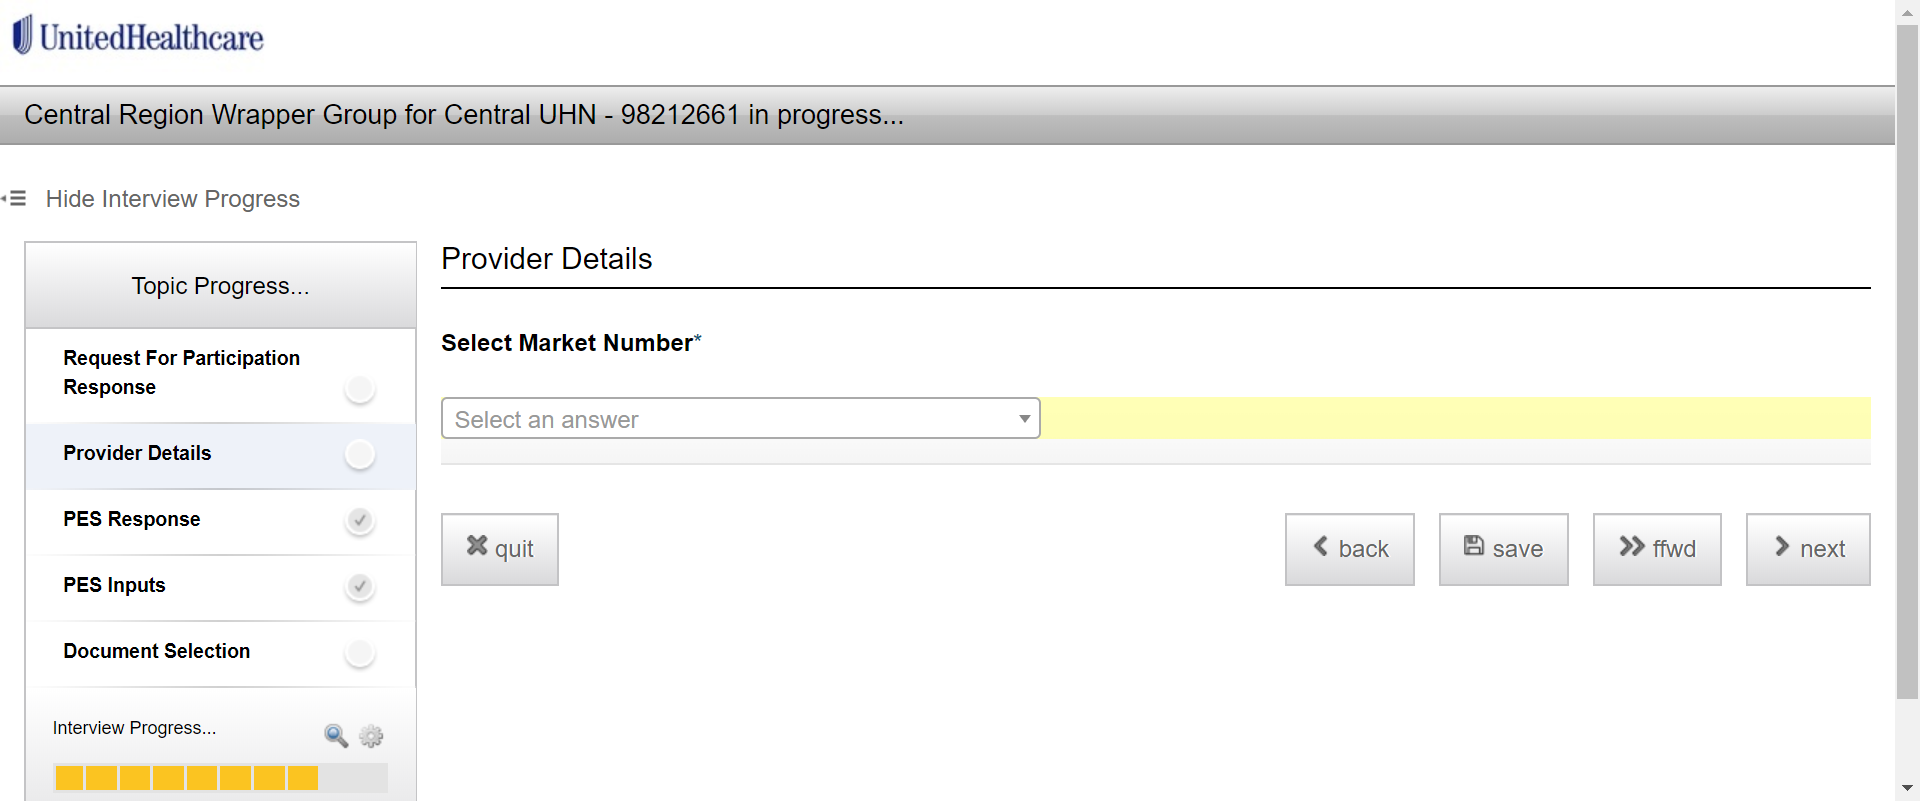 UnitedHealthcare
Central Region Wrapper Group for Central UHN - 98212661 in progress...
Hide Interview Progress
Topic Progress...
Request For Participation
Response
Provider Details
PES Response
PES Inputs
Document Selection
Interview Progress...
Provider Details
Select Market Number*
Select an answer
quit
back
save
ffwd
next